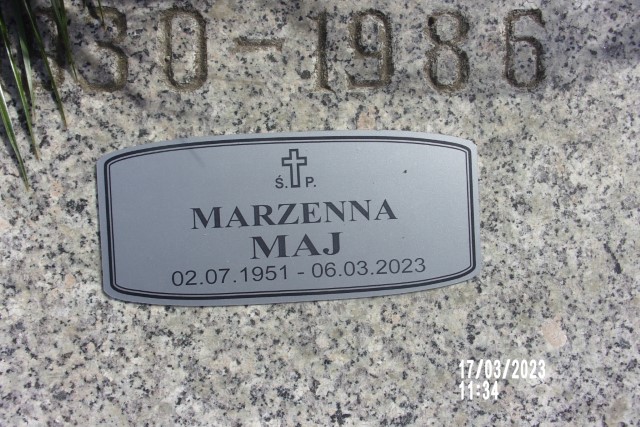 30-1986
Ś. P.
MARZENNA
MAJ
02.07.1951 - 06.03.2023
17/03/2023
11:34